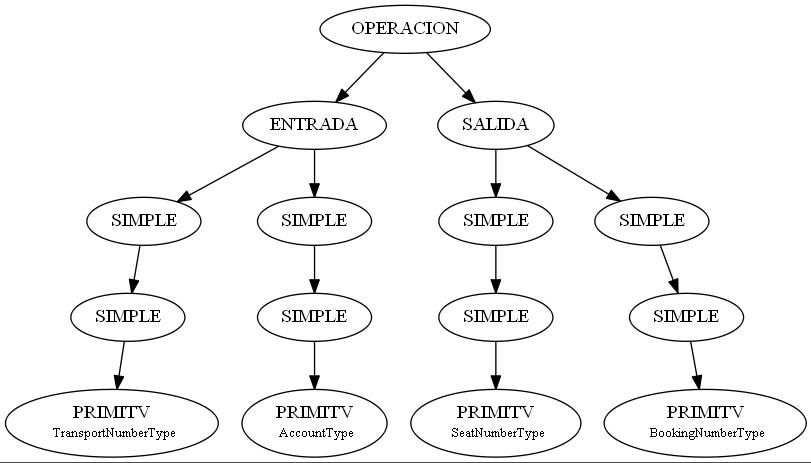 OPERACION
ENTRADA
SALIDA
SIMPLE
SIMPLE
SIMPLE
SIMPLE
SIMPLE
SIMPLE
SIMPLE
SIMPLE
PRIMITV
TransportNumberType
PRIMITV
AccountType
PRIMITV
SeatNumberType
PRIMITV
BookingNumberType